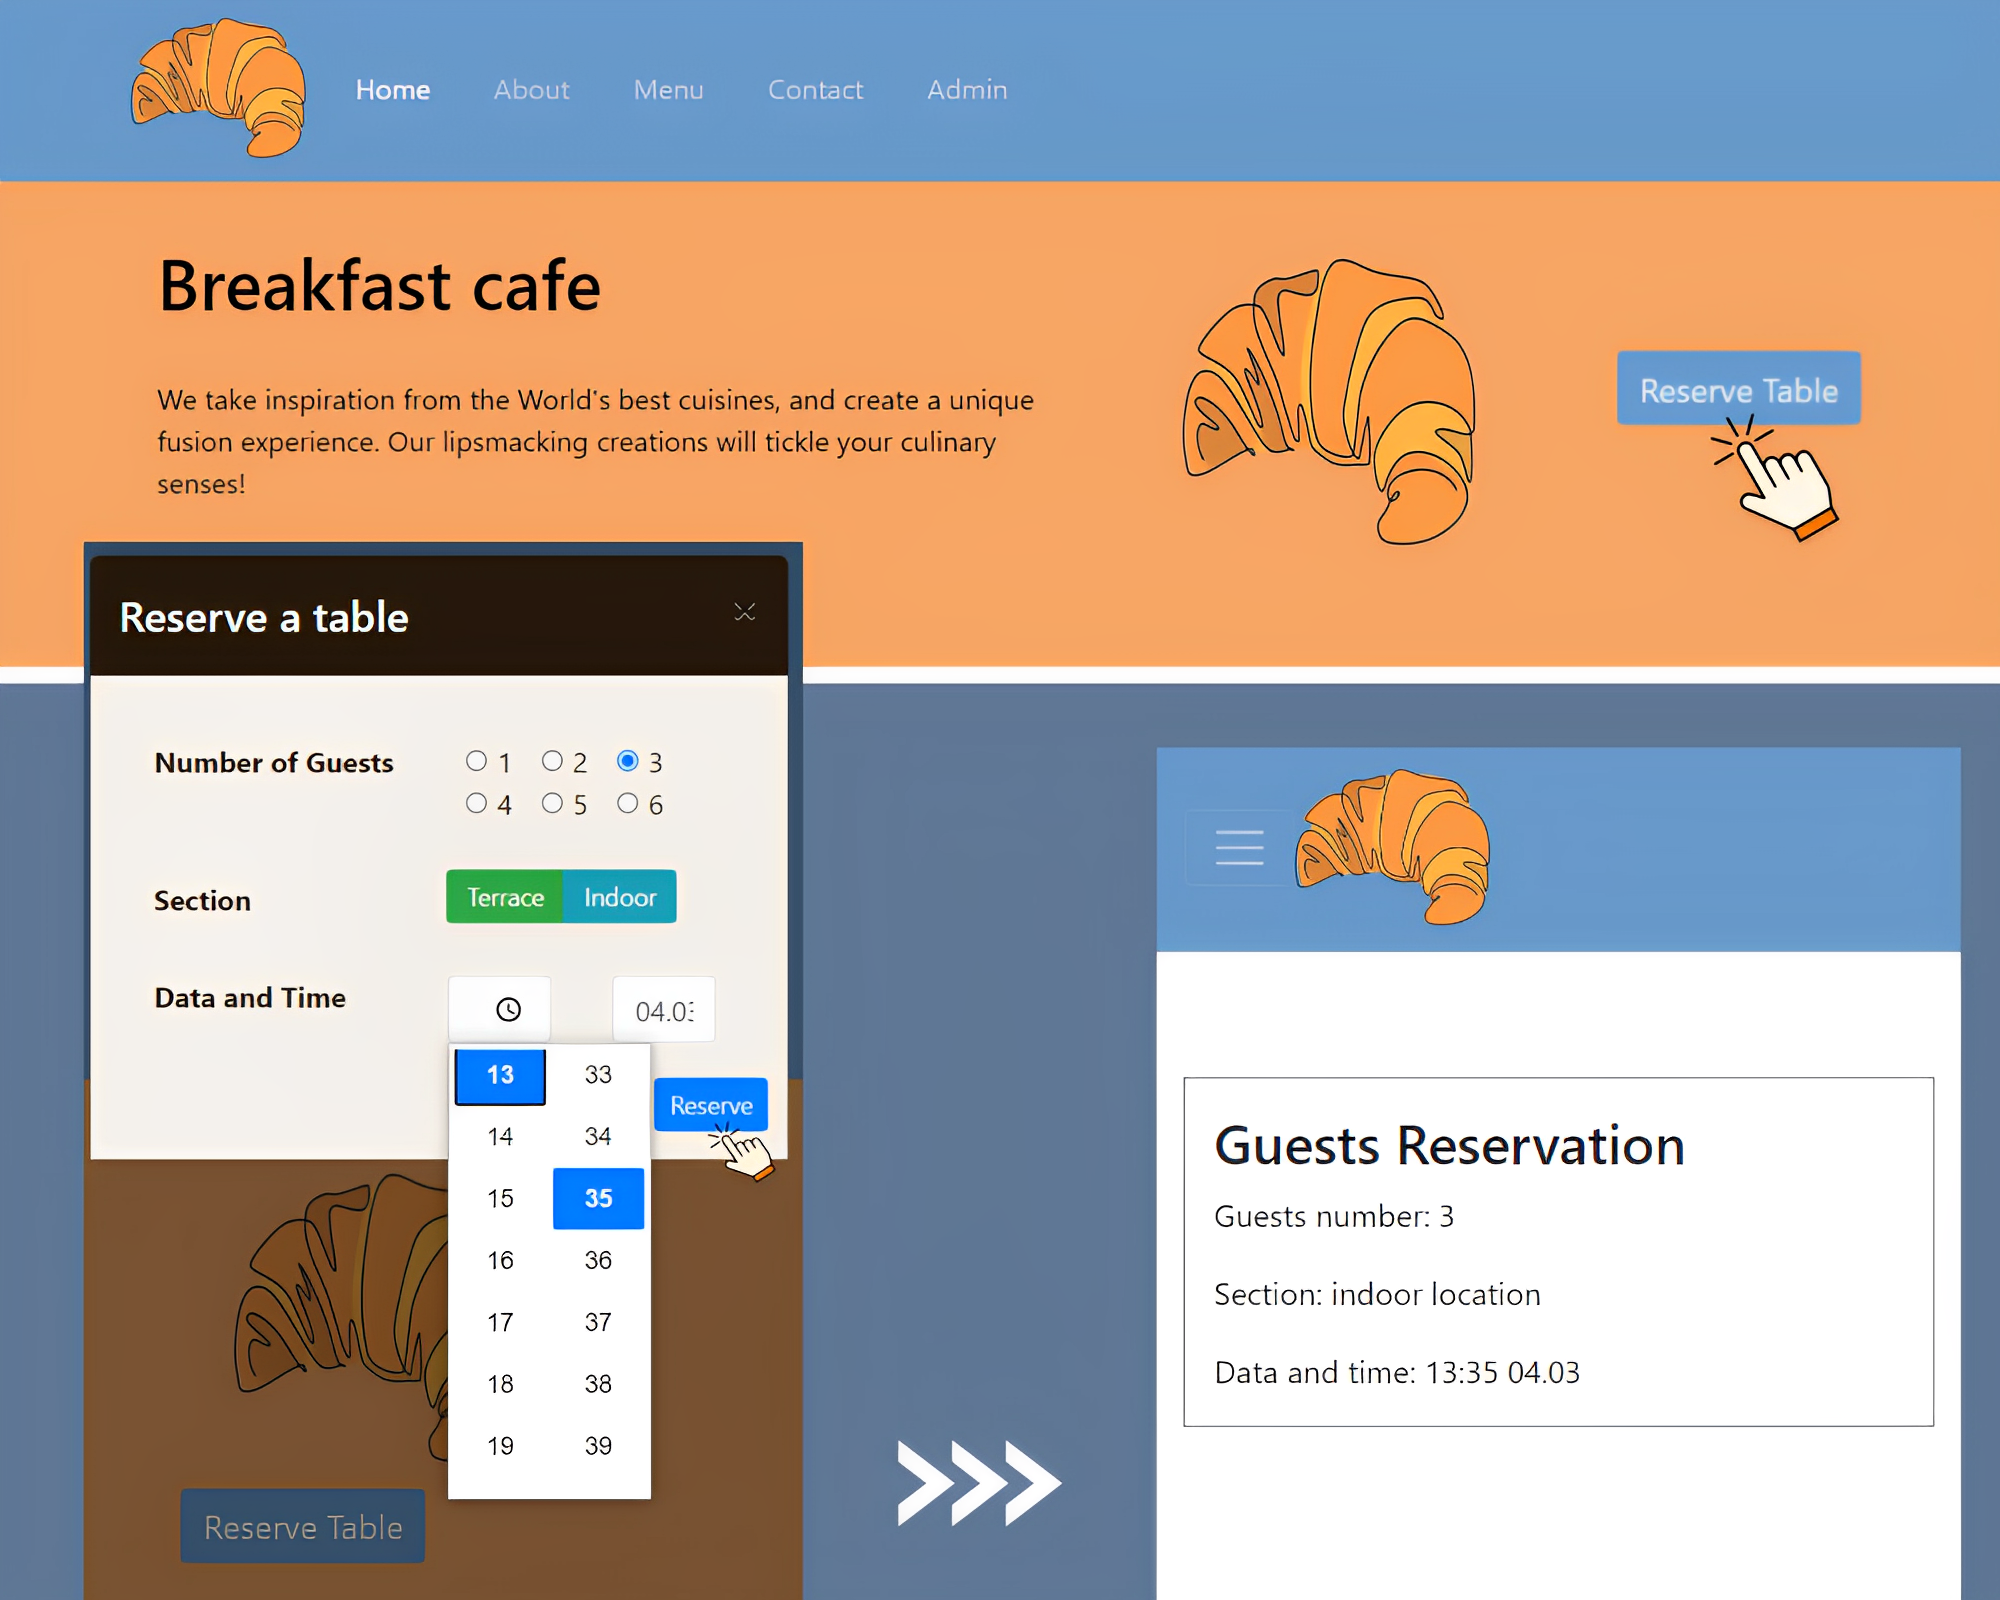 Home About Menu Contact Admin
Breakfast cafe
We take inspiration from the World's best cuisines, and create a unique
fusion experience. Our lipsmacking creations will tickle your culinary
senses!
Reserve Table
Reserve a table
Number of Guests
1 2 3
4 5 6
Section
Terrace Indoor
Data and Time
04.03
13 33
14 34
15 35
16 36
17 37
18 38
19 39
Reserve
Reserve Table
Guests Reservation
Guests number: 3
Section: indoor location
Data and time: 13:35 04.03